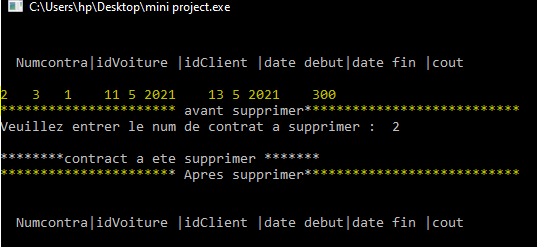 C:\Users\hp\Desktop\mini project.exe
Numcontra|idVoiture |idClient |date debut|date fin |cout
2 3 1 11 5 2021 13 5 2021 300
********************** avant supprimer***************************
Veuillez entrer le num de contrat a supprimer : 2
********contract a ete supprimer *******
********************** Apres supprimer***************************
Numcontra|idVoiture |idClient |date debut|date fin |cout